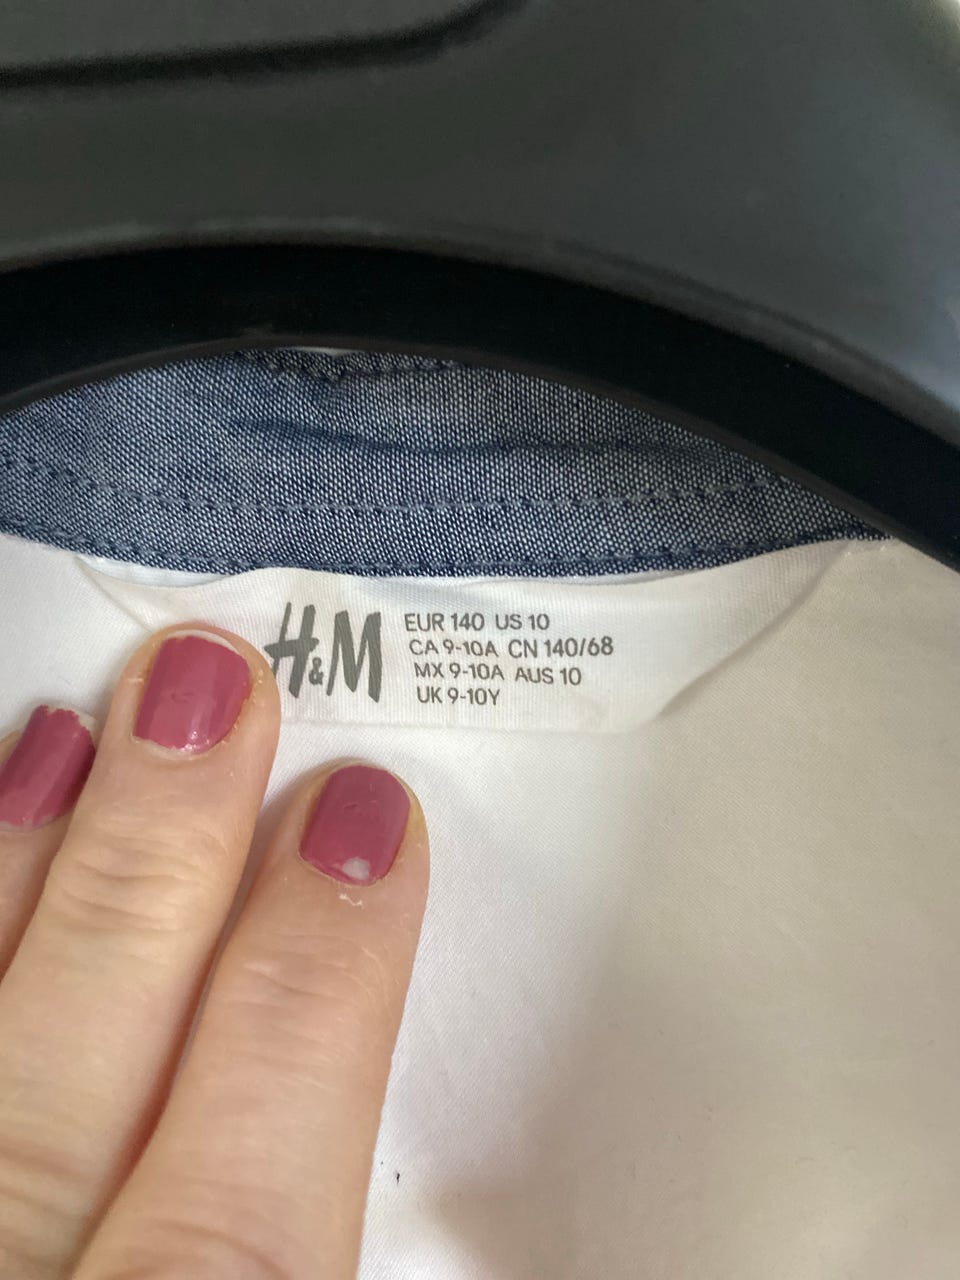 H&M
EUR 140 US 10
CA 9-10A CN 140/68
MX 9-10A AUS 10
UK 9-10Y